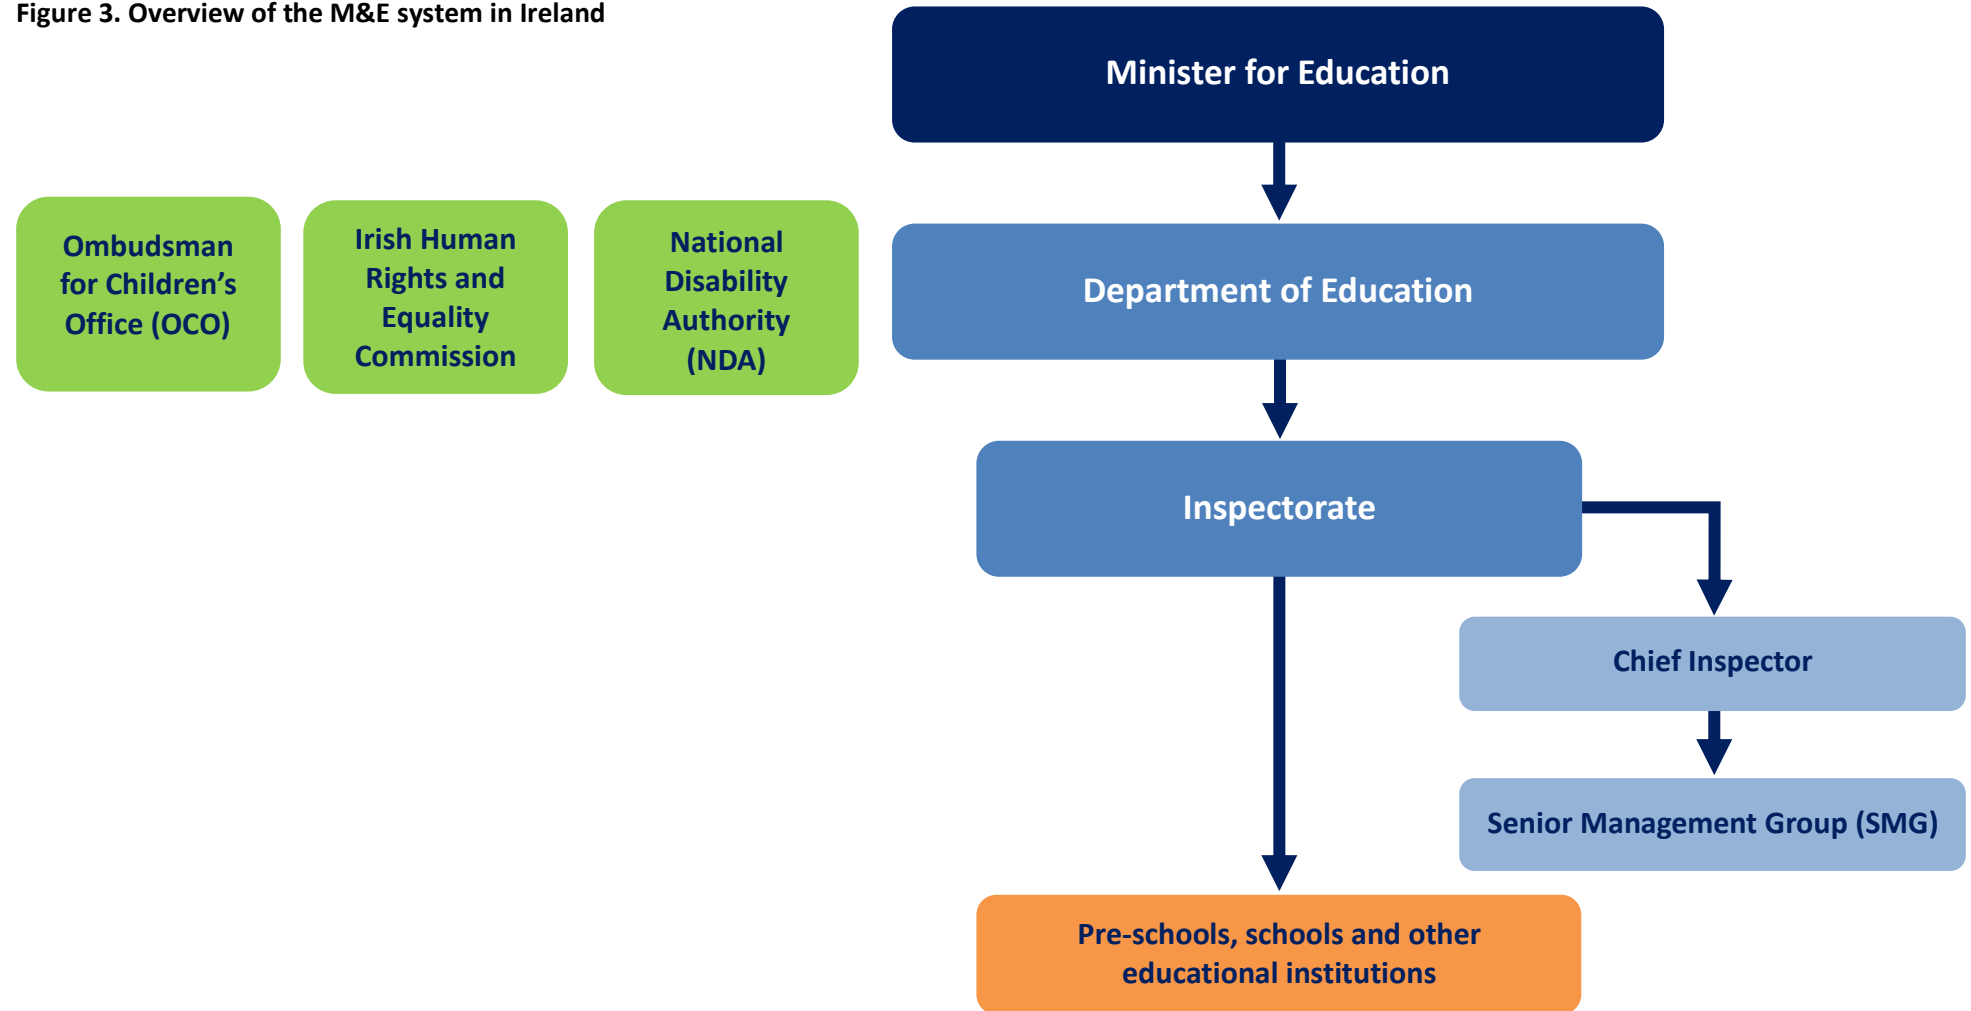 Figure 3. Overview of the M&E system in Ireland
Minister for Education
Ombudsman
for Children’s
Office (OCO)
Irish Human
Rights and
Equality
Commission
National
Disability
Authority
(NDA)
Department of Education
Inspectorate
Chief Inspector
Senior Management Group (SMG)
Pre-schools, schools and other
educational institutions